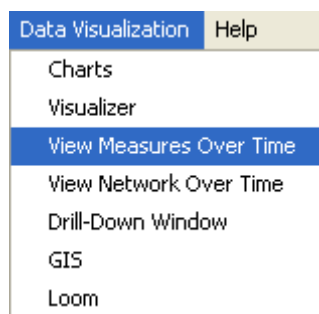 Data Visualization Help
Charts
Visualizer
View Measures Over Time
View Network Over Time
Drill-Down Window
GIS
Loom